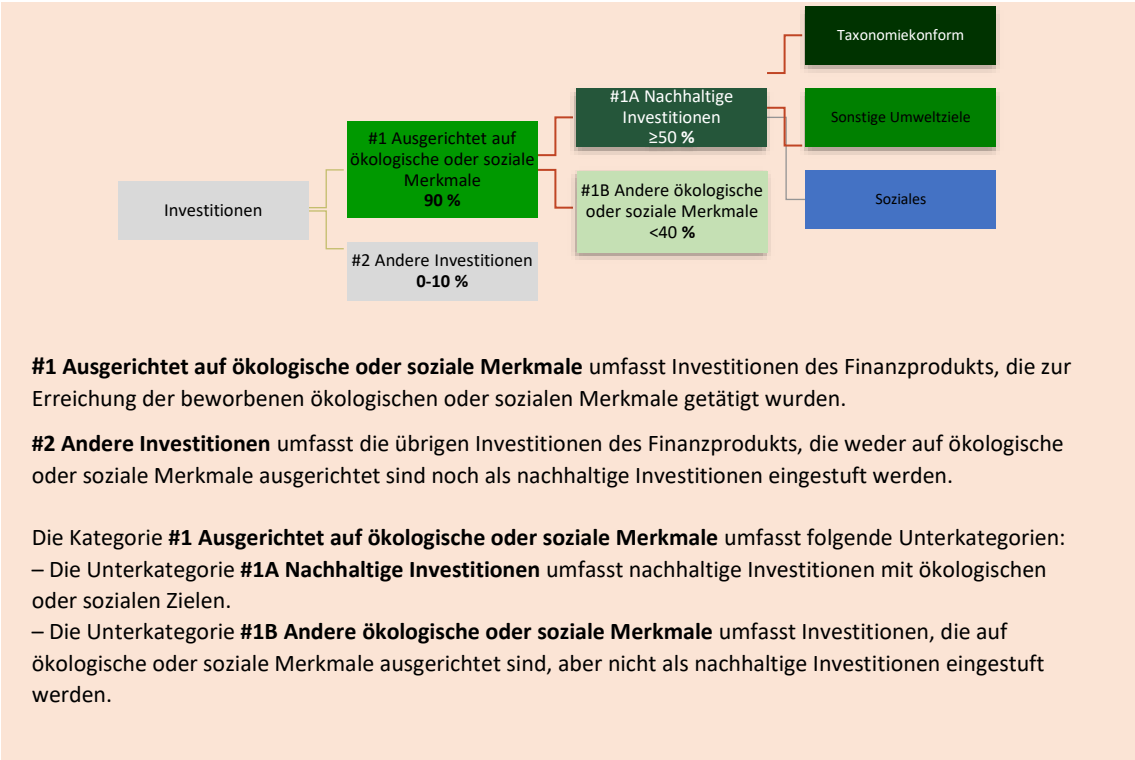 Taxonomiekonform
#1A Nachhaltige
Investitionen
≥50 %
Sonstige Umweltziele
#1 Ausgerichtet auf
ökologische oder soziale
Merkmale
90 %
#1B Andere ökologische
oder soziale Merkmale
<40 %
Soziales
Investitionen
#2 Andere Investitionen
0-10 %
#1 Ausgerichtet auf ökologische oder soziale Merkmale umfasst Investitionen des Finanzprodukts, die zur
Erreichung der beworbenen ökologischen oder sozialen Merkmale getätigt wurden.
#2 Andere Investitionen umfasst die übrigen Investitionen des Finanzprodukts, die weder auf ökologische
oder soziale Merkmale ausgerichtet sind noch als nachhaltige Investitionen eingestuft werden.
Die Kategorie #1 Ausgerichtet auf ökologische oder soziale Merkmale umfasst folgende Unterkategorien:
– Die Unterkategorie #1A Nachhaltige Investitionen umfasst nachhaltige Investitionen mit ökologischen
oder sozialen Zielen.
– Die Unterkategorie #1B Andere ökologische oder soziale Merkmale umfasst Investitionen, die auf
ökologische oder soziale Merkmale ausgerichtet sind, aber nicht als nachhaltige Investitionen eingestuft
werden.